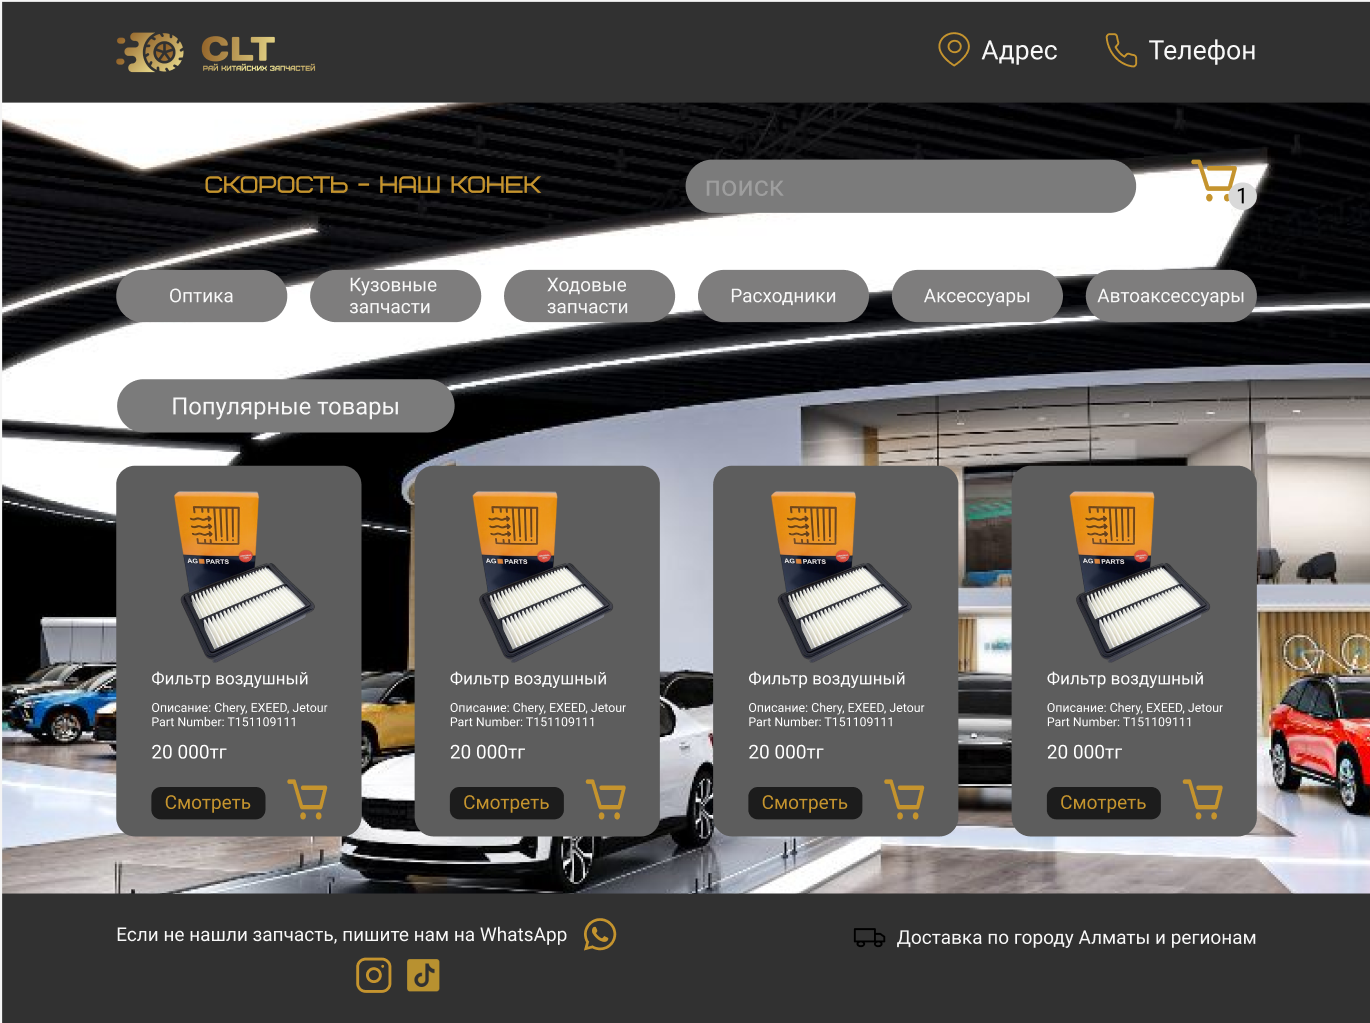 CLT
РАЙ КИТАЙСКИХ ЗАПЧАСТЕЙ
Адрес
Телефон
СКОРОСТЬ - НАШ КОНЕК
поиск
1
Оптика
Кузовные
запчасти
Ходовые
запчасти
Расходники
Аксессуары
Автоаксессуары
Популярные товары
AG PARTS
Фильтр воздушный
Описание: Chery, EXEED, Jetour
Part Number: T151109111
20 000тг
Смотреть
AG PARTS
Фильтр воздушный
Описание: Chery, EXEED, Jetour
Part Number: T151109111
20 000тг
Смотреть
AG PARTS
Фильтр воздушный
Описание: Chery, EXEED, Jetour
Part Number: T151109111
20 000тг
Смотреть
AG PARTS
Фильтр воздушный
Описание: Chery, EXEED, Jetour
Part Number: T151109111
20 000тг
Смотреть
Если не нашли запчасть, пишите нам на WhatsApp
Доставка по городу Алматы и регионам